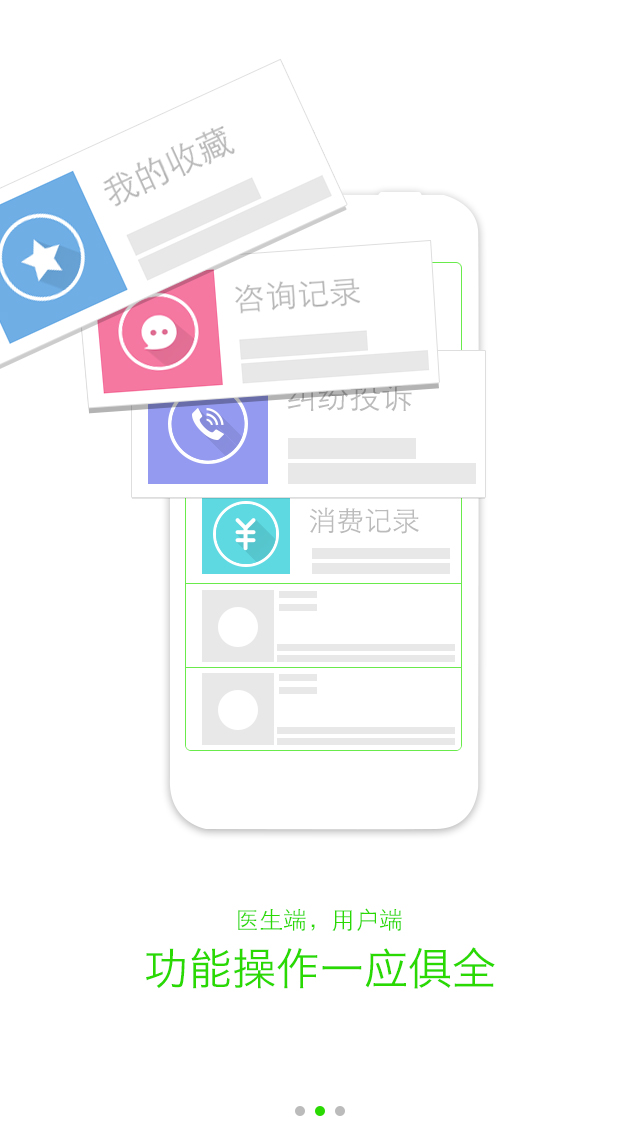 我的收藏
咨询记录
纠纷投诉
消费记录
医生端，用户端
功能操作一应俱全